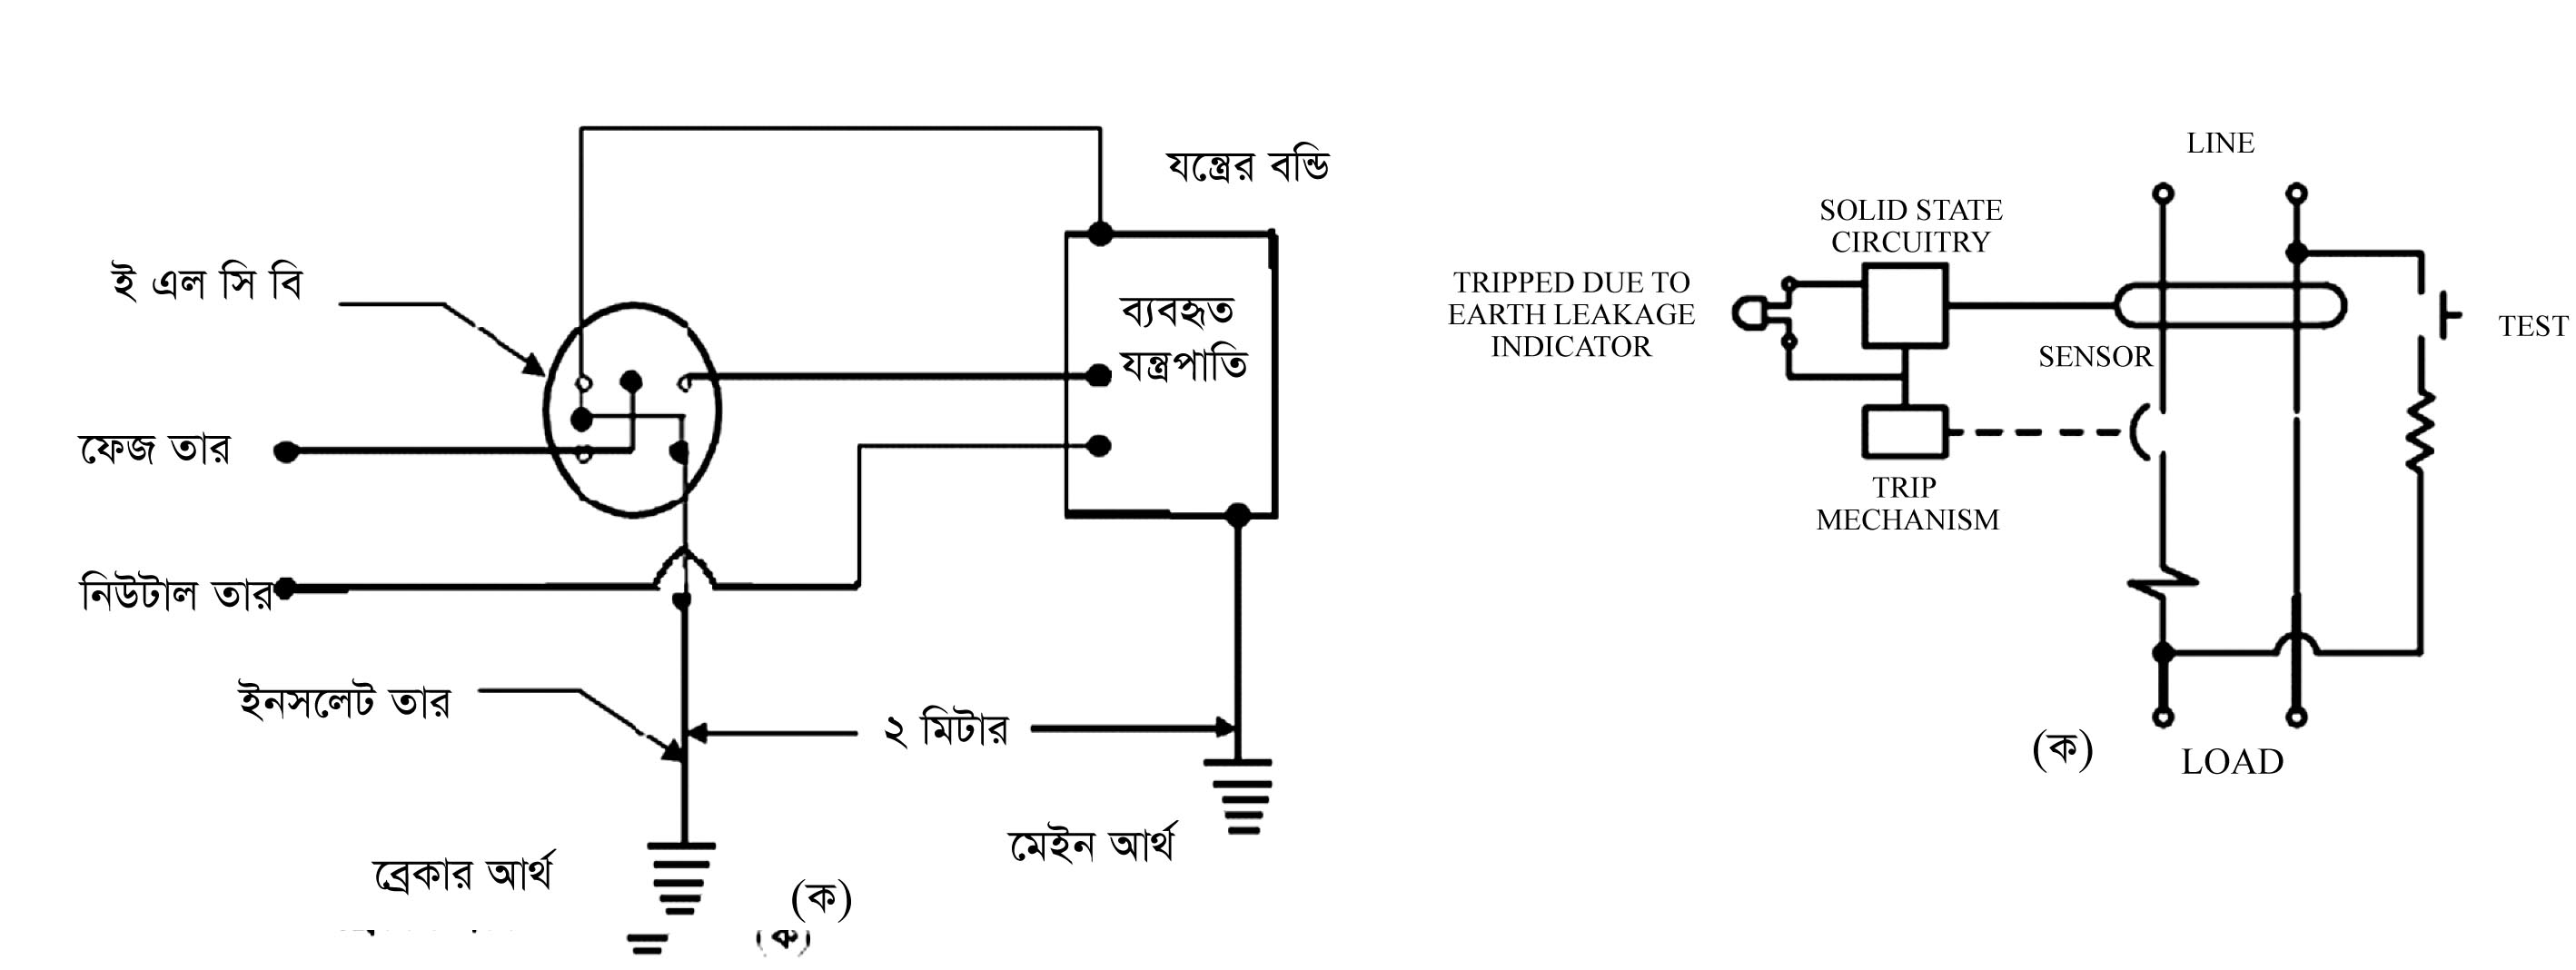 যন্ত্রের বডি
ই এল সি বি
ব্যবহৃত
যন্ত্রপাতি
ফেজ তার
নিউটাল তার
ইনসলেট তার
২ মিটার
মেইন আর্থ
ব্রেকার আর্থ
(ক)
(ক)
LINE
SOLID STATE
CIRCUITRY
TRIPPED DUE TO
EARTH LEAKAGE
INDICATOR
SENSOR
TEST
TRIP
MECHANISM
(ক)
LOAD